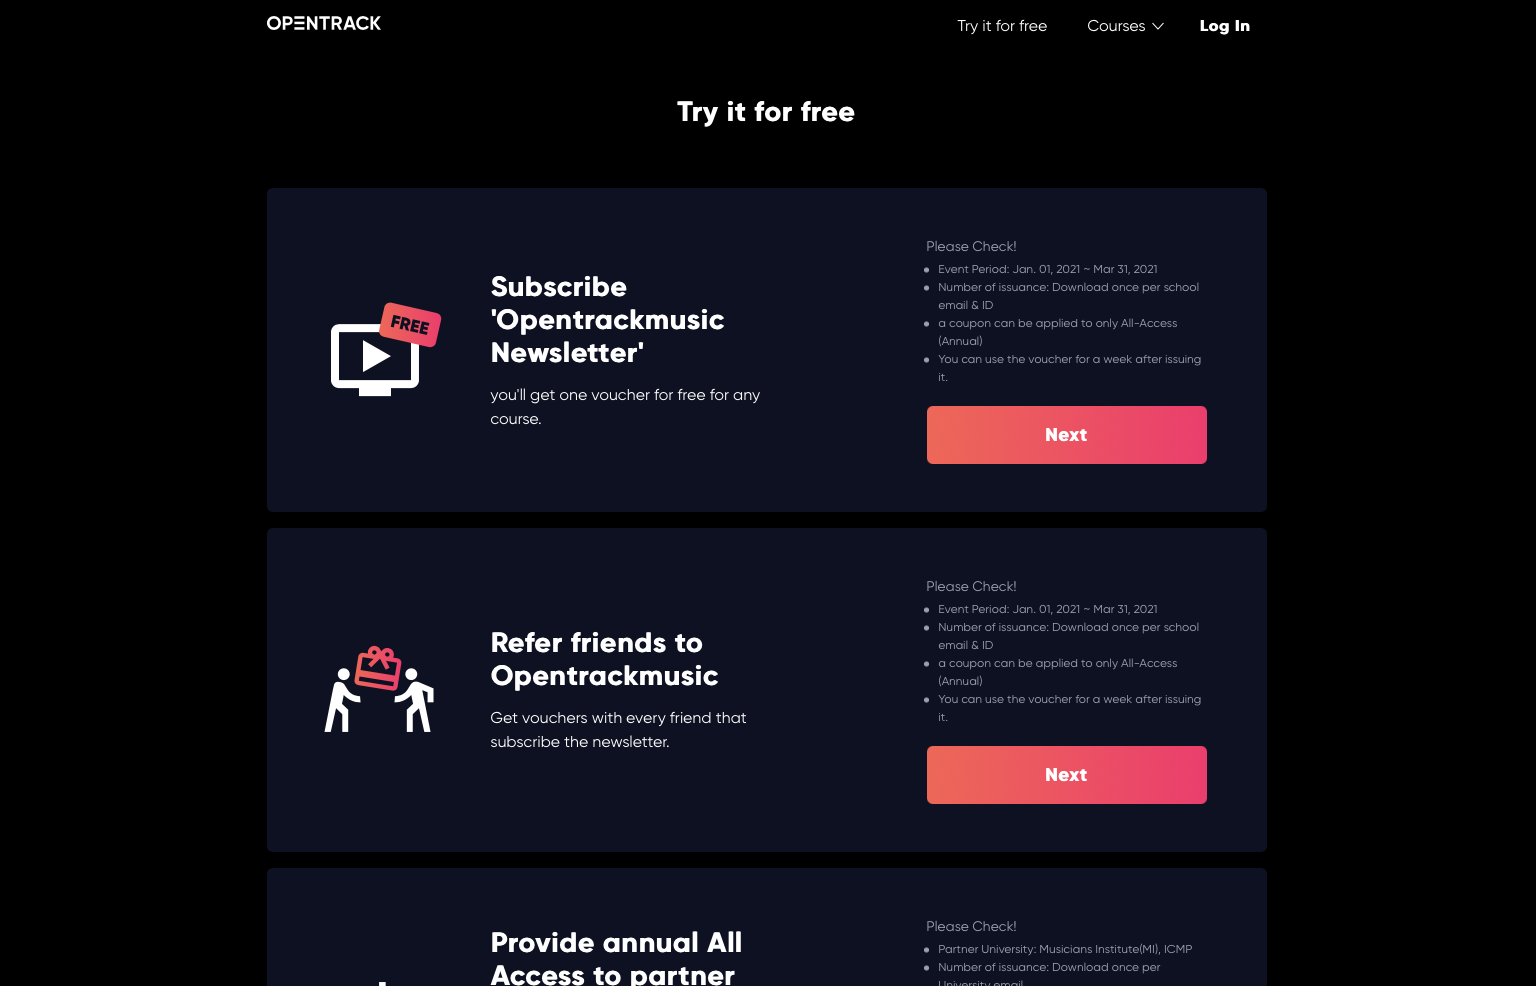 OPENTRACK
Try it for free
Courses
Log In
Try it for free
FREE
Subscribe
'Opentrackmusic
Newsletter'
you'll get one voucher for free for any
course.
Please Check!
Event Period: Jan. 01, 2021 ~ Mar 31, 2021
Number of issuance: Download once per school
email & ID
a coupon can be applied to only All-Access
(Annual)
You can use the voucher for a week after issuing
it.
Next
Refer friends to
Opentrackmusic
Get vouchers with every friend that
subscribe the newsletter.
Please Check!
Event Period: Jan. 01, 2021 ~ Mar 31, 2021
Number of issuance: Download once per school
email & ID
a coupon can be applied to only All-Access
(Annual)
You can use the voucher for a week after issuing
it.
Next
Provide annual All
Access to partner
Please Check!
Partner University: Musicians Institute(MI), ICMP
Number of issuance: Download once per
University email